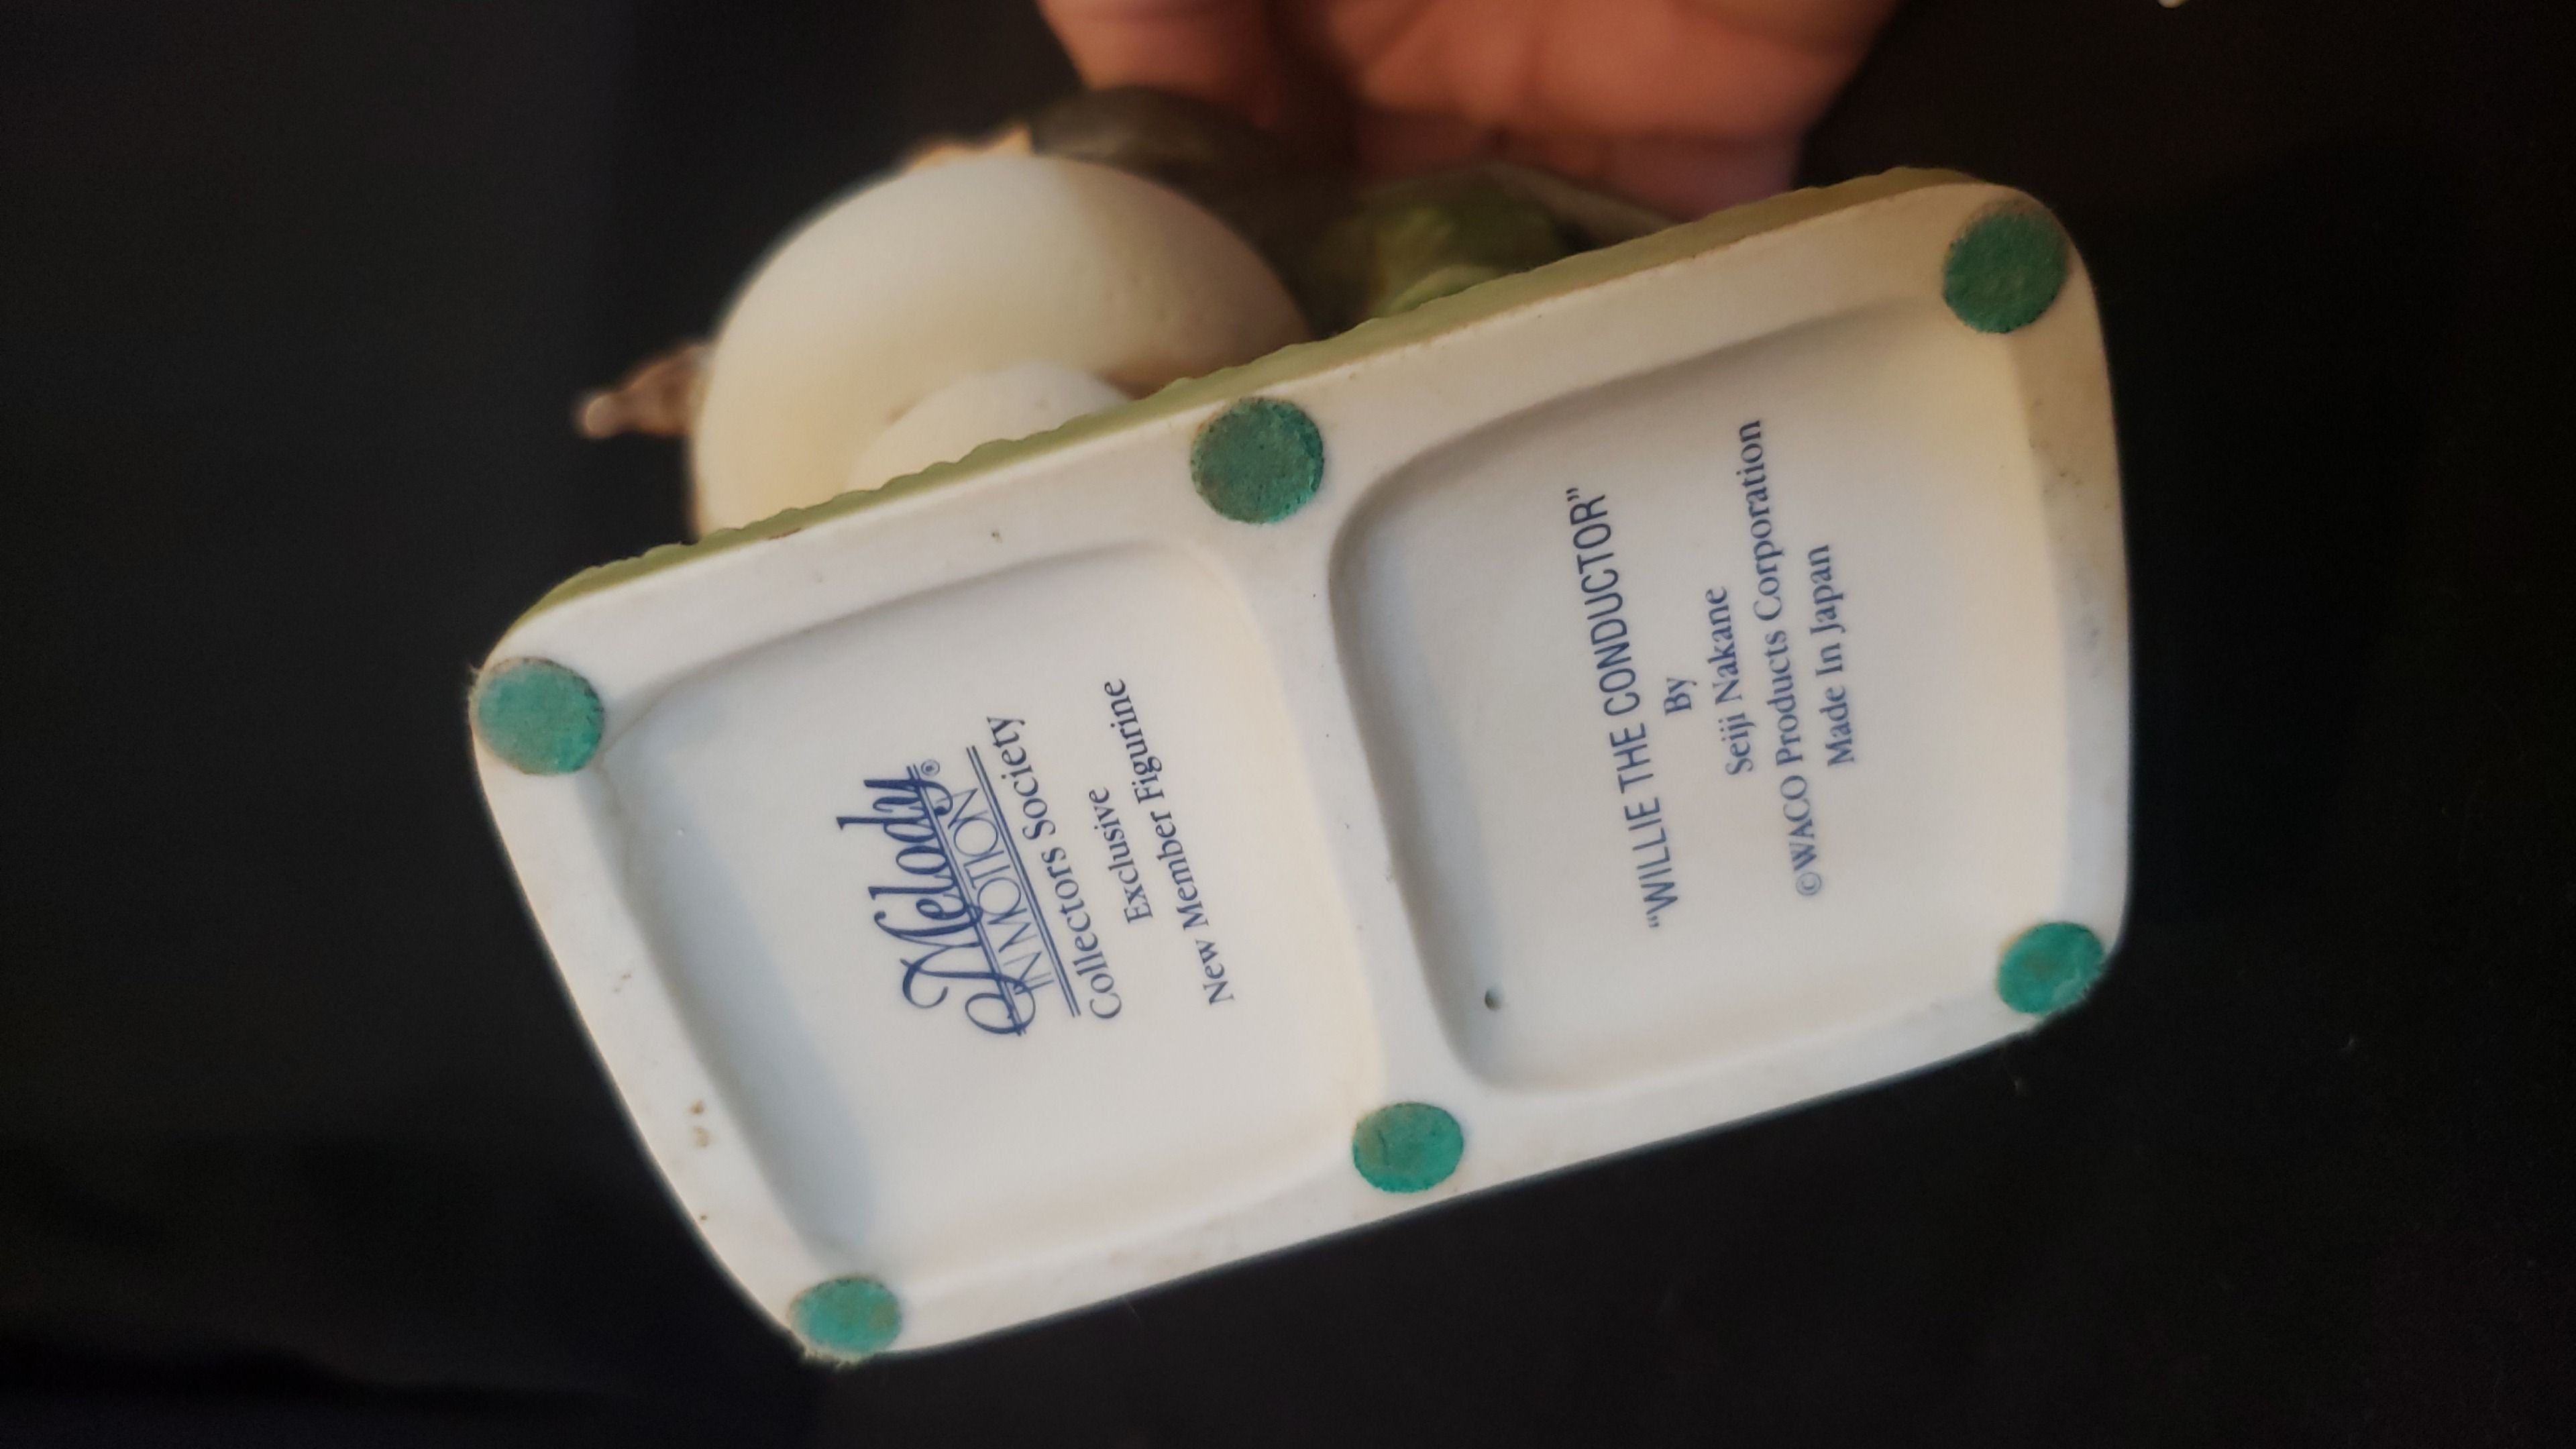 Melody®
IN MOTION
Collectors Society
Exclusive
New Member Figurine
"WILLIE THE CONDUCTOR"
By
Seiji Nakane
©WACO Products Corporation
Made In Japan